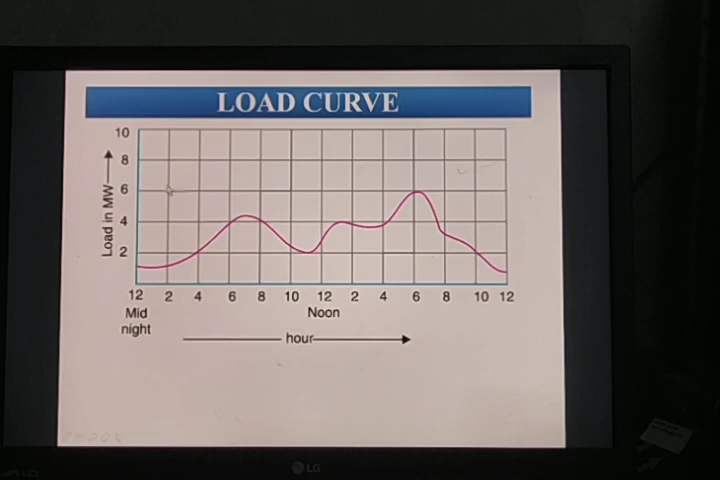 LOAD CURVE
10
8
6
4
2
Load in MW
12 2 4 6 8 10 12 2 4 6 8 10 12
Mid night
Noon
hour
LG